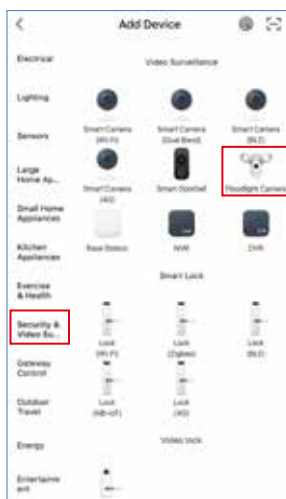 Add Device
Electrical
Video Surveillance
Lighting
Sensors
Smart Camera
(Wi-Fi)
Smart Camera
(Dual Band)
Smart Camera
(BLE)
Large
Home Ap...
Smart Camera
(4G)
Smart Doorbell
Floodlight Camera
Small Home
Appliances
Kitchen
Appliances
Base Station
NVR
DVR
Exercise
& Health
Smart Lock
Security &
Video Su...
Lock
(Wi-Fi)
Lock
(Zigbee)
Lock
(BLE)
Gateway
Control
Outdoor
Travel
Lock
(NB-IoT)
Lock
(4G)
Energy
Video lock
Entertainm
ent